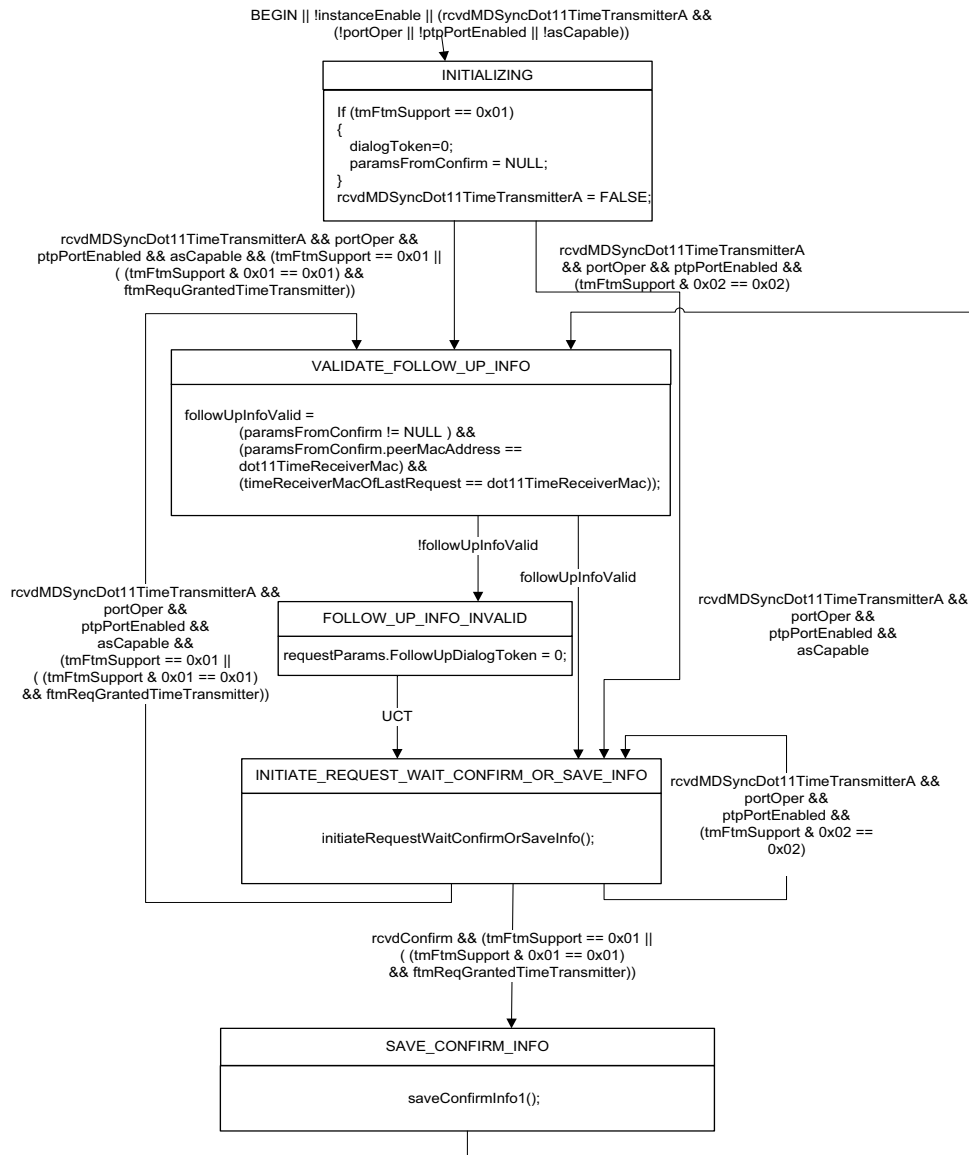 BEGIN || !instanceEnable || (rcvdMDSyncDot11TimeTransmitterA &&
(!portOper || !ptpPortEnabled || !asCapable))
INITIALIZING
If (tmFtmSupport == 0x01)
{
dialogToken=0;
paramsFromConfirm = NULL;
}
rcvdMDSyncDot11TimeTransmitterA = FALSE;
rcvdMDSyncDot11TimeTransmitterA && portOper &&
ptpPortEnabled && asCapable && (tmFtmSupport == 0x01 ||
( (tmFtmSupport & 0x01 == 0x01) &&
ftmRequGrantedTimeTransmitter))
rcvdMDSyncDot11TimeTransmitterA
&& portOper && ptpPortEnabled &&
(tmFtmSupport & 0x02 == 0x02)
VALIDATE_FOLLOW_UP_INFO
followUpInfoValid =
(paramsFromConfirm != NULL ) &&
(paramsFromConfirm.peerMacAddress ==
dot11TimeReceiverMac) &&
(timeReceiverMacOfLastRequest == dot11TimeReceiverMac));
!followUpInfoValid
followUpInfoValid
rcvdMDSyncDot11TimeTransmitterA &&
portOper &&
ptpPortEnabled &&
asCapable &&
(tmFtmSupport == 0x01 ||
( (tmFtmSupport & 0x01 == 0x01)
&& ftmReqGrantedTimeTransmitter))
rcvdMDSyncDot11TimeTransmitterA &&
portOper &&
ptpPortEnabled &&
asCapable
FOLLOW_UP_INFO_INVALID
requestParams.FollowUpDialogToken = 0;
UCT
INITIATE_REQUEST_WAIT_CONFIRM_OR_SAVE_INFO
initiateRequestWaitConfirmOrSaveInfo();
rcvdMDSyncDot11TimeTransmitterA &&
portOper &&
ptpPortEnabled &&
(tmFtmSupport & 0x02 ==
0x02)
rcvdConfirm && (tmFtmSupport == 0x01 ||
( (tmFtmSupport & 0x01 == 0x01)
&& ftmReqGrantedTimeTransmitter))
SAVE_CONFIRM_INFO
saveConfirmInfo1();